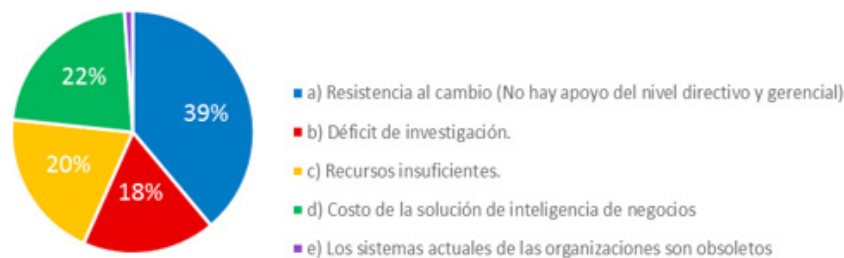 39%
18%
20%
22%
a) Resistencia al cambio (No hay apoyo del nivel directivo y gerencial)
b) Déficit de investigación.
c) Recursos insuficientes.
d) Costo de la solución de inteligencia de negocios
e) Los sistemas actuales de las organizaciones son obsoletos